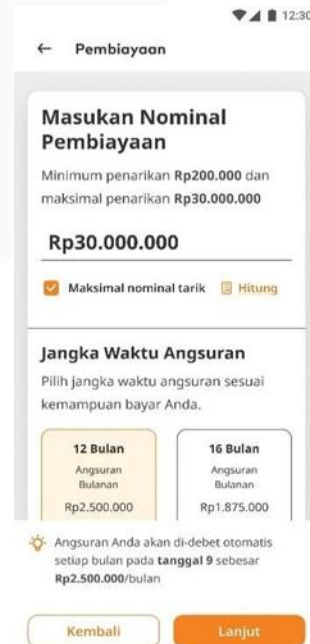 12:30
Pembiayaan
Masukan Nominal
Pembiayaan
Minimum penarikan Rp200.000 dan
maksimal penarikan Rp30.000.000
Rp30.000.000
Maksimal nominal tarik Hitung
Jangka Waktu Angsuran
Pilih jangka waktu angsuran sesuai
kemampuan bayar Anda.
12 Bulan
Angsuran
Bulanan
Rp2.500.000
16 Bulan
Angsuran
Bulanan
Rp1.875.000
Angsuran Anda akan di-debet otomatis
setiap bulan pada tanggal 9 sebesar
Rp2.500.000/bulan
Kembali
Lanjut